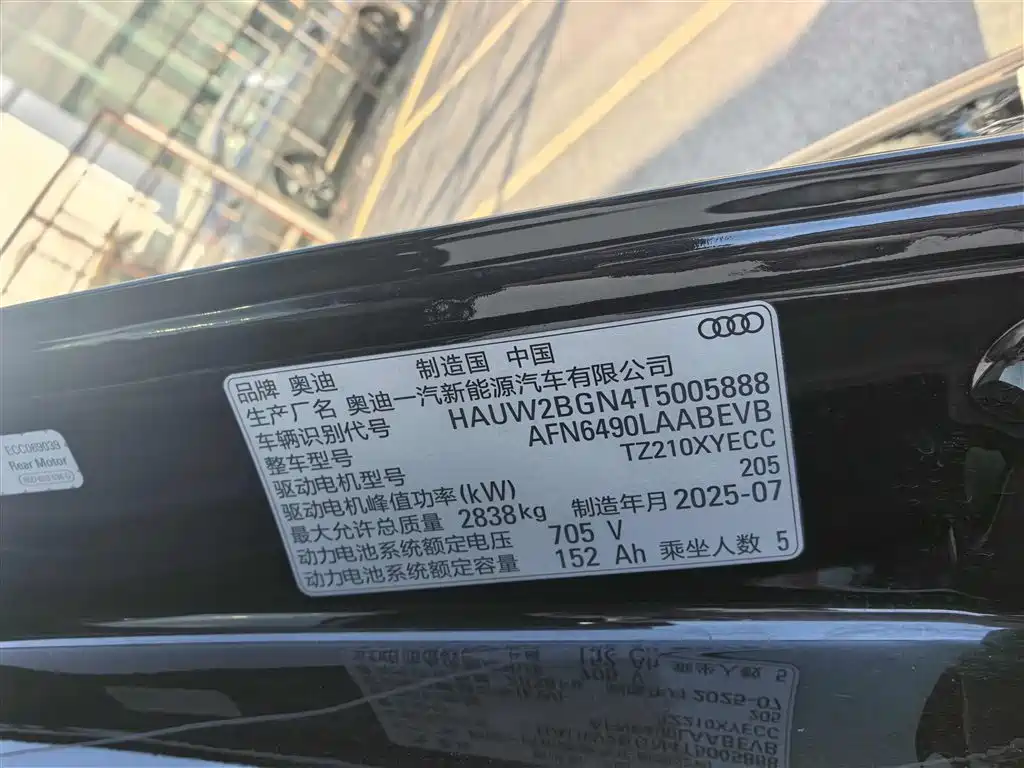 品牌 奥迪 制造国 中国
生产厂名 奥迪一汽新能源汽车有限公司
车辆识别代号 HAUW2BGN4T5005888
整车型号 AFN6490LAABEVB
驱动电机型号 TZ210XYECC
驱动电机峰值功率(kW) 205
最大允许总质量 2838kg 制造年月 2025-07
动力电池系统额定电压 705 V
动力电池系统额定容量 152 Ah 乘坐人数 5
ECC089039
Rear Motor